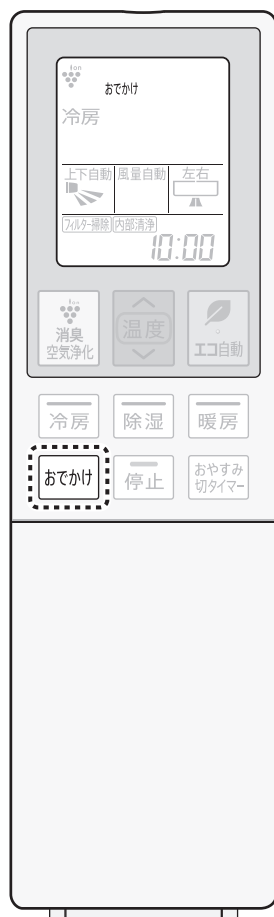 ion
おでかけ
冷房
上下自動 風量自動 左右
フィルター掃除 内部清浄
10:00
ion
消臭
空気浄化
温度
エコ自動
冷房 除湿 暖房
おでかけ 停止 おやすみ
切タイマー